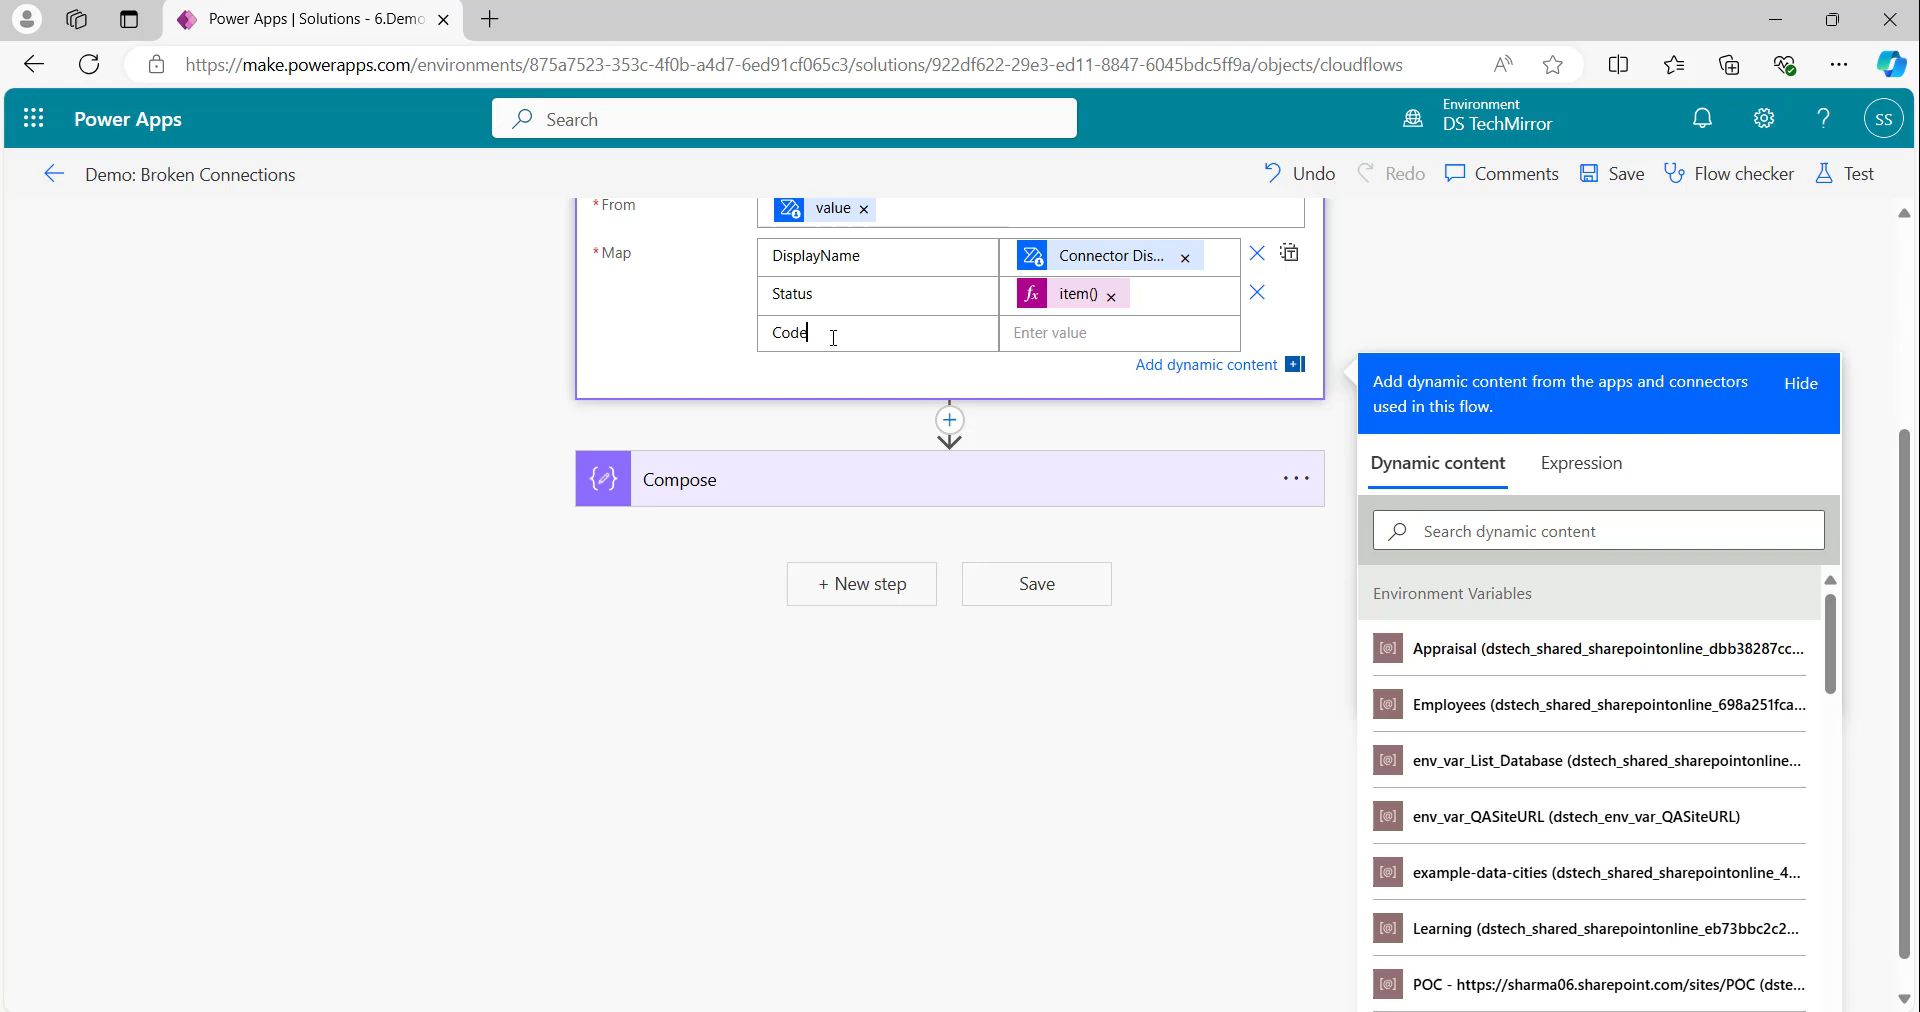 Power Apps | Solutions - 6.Demo
https://make.powerapps.com/environments/875a7523-353c-4f0b-a4d7-6ed91cf065c3/solutions/922df622-29e3-ed11-8847-6045bdc5ff9a/objects/cloudflows
Power Apps
Search
Environment
DS TechMirror
?
SS
Demo: Broken Connections
Undo
Redo
Comments
Save
Flow checker
Test
* From
value
* Map
DisplayName
Connector Dis...
Status
fx item()
Code
Enter value
Add dynamic content
Compose
+ New step
Save
Add dynamic content from the apps and connectors
used in this flow.
Hide
Dynamic content
Expression
Search dynamic content
Environment Variables
Appraisal (dstech_shared_sharepointonline_dbb38287cc...
Employees (dstech_shared_sharepointonline_698a251fca...
env_var_List_Database (dstech_shared_sharepointonline...
env_var_QASiteURL (dstech_env_var_QASiteURL)
example-data-cities (dstech_shared_sharepointonline_4...
Learning (dstech_shared_sharepointonline_eb73bbc2c2...
POC - https://sharma06.sharepoint.com/sites/POC (dste...